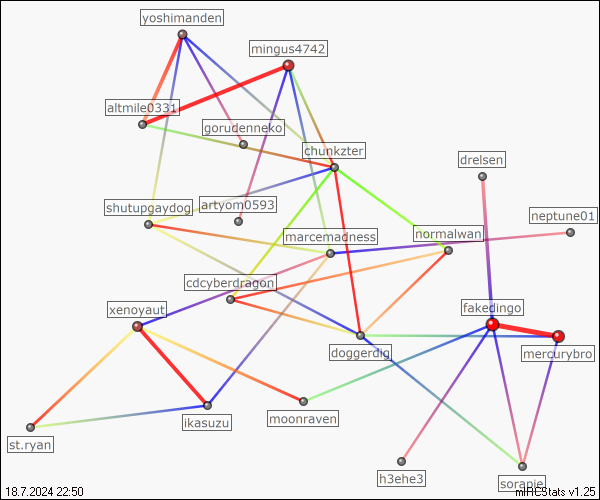 yoshimanden
mingus4742
altmile0331
gorudenneko
chunkzter
drelsen
shutupgaydog
artyom0593
neptune01
marcemadness
normalwan
cdcyberdragon
xenoyaut
fakedingo
doggerdig
mercurybro
moonraven
ikasuzu
st.ryan
h3ehe3
sorapie
18.7.2024 22:50
mIRCStats v1.25